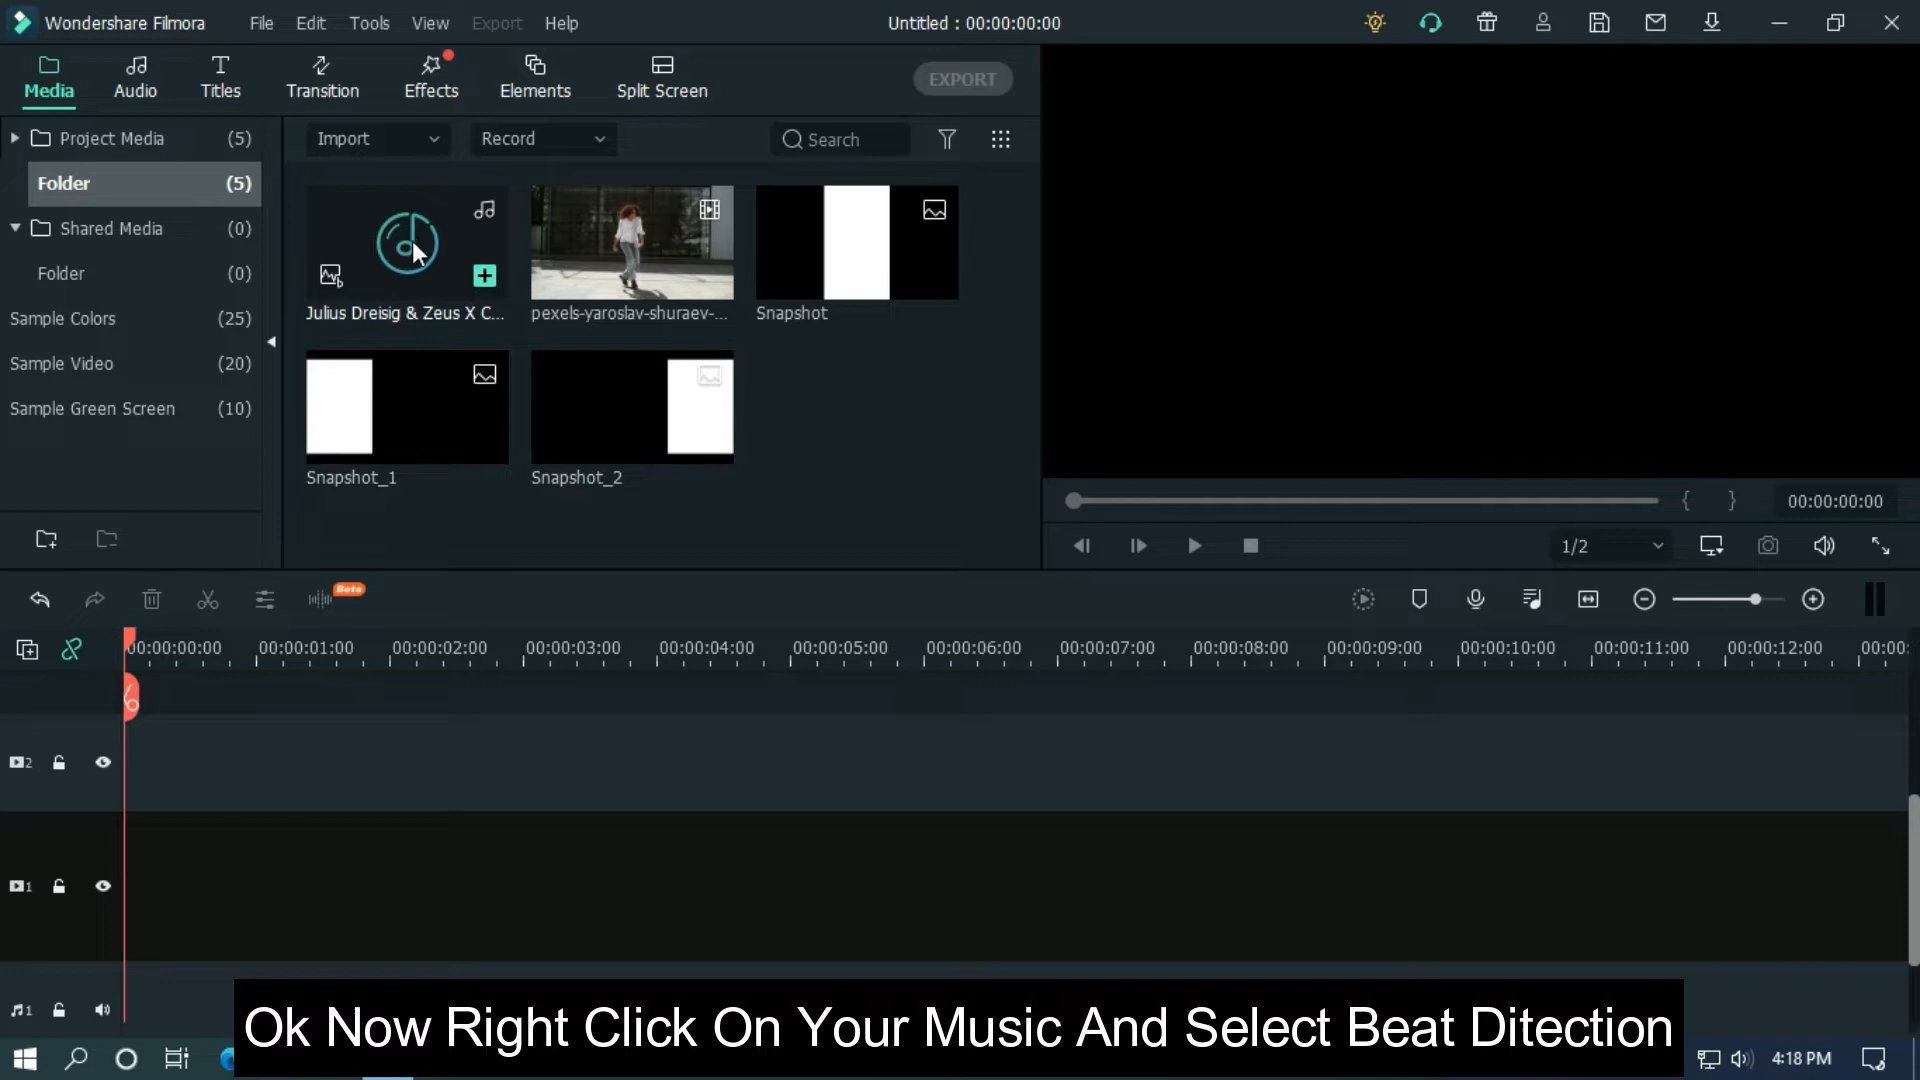 Wondershare Filmora File Edit Tools View Export Help Untitled : 00:00:00:00
Media Audio Titles Transition Effects Elements Split Screen EXPORT
Project Media (5) Import Record Search
Folder (5)
Shared Media (0)
Folder (0)
Sample Colors (25)
Sample Video (20)
Sample Green Screen (10)
Julius Dreisig & Zeus X C... pexels-yaroslav-shuraev-... Snapshot
Snapshot_1 Snapshot_2
{ } 00:00:00:00
1/2
Beta
00:00:00:00 00:00:01:00 00:00:02:00 00:00:03:00 00:00:04:00 00:00:05:00 00:00:06:00 00:00:07:00 00:00:08:00 00:00:09:00 00:00:10:00 00:00:11:00 00:00:12:00 00:00:
2
1
1
Ok Now Right Click On Your Music And Select Beat Ditection
4:18 PM